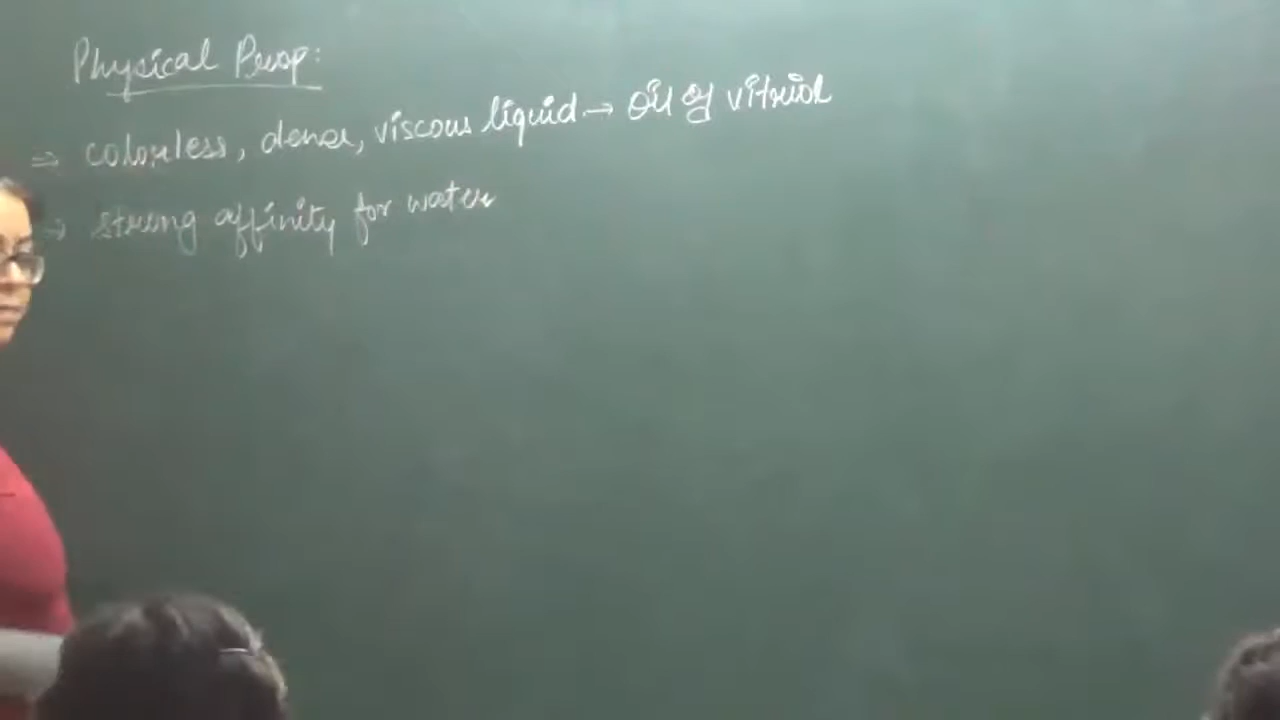 Physical Prop:
⇒ colorless, dense, viscous liquid → Oil of vitriol
→ strong affinity for water